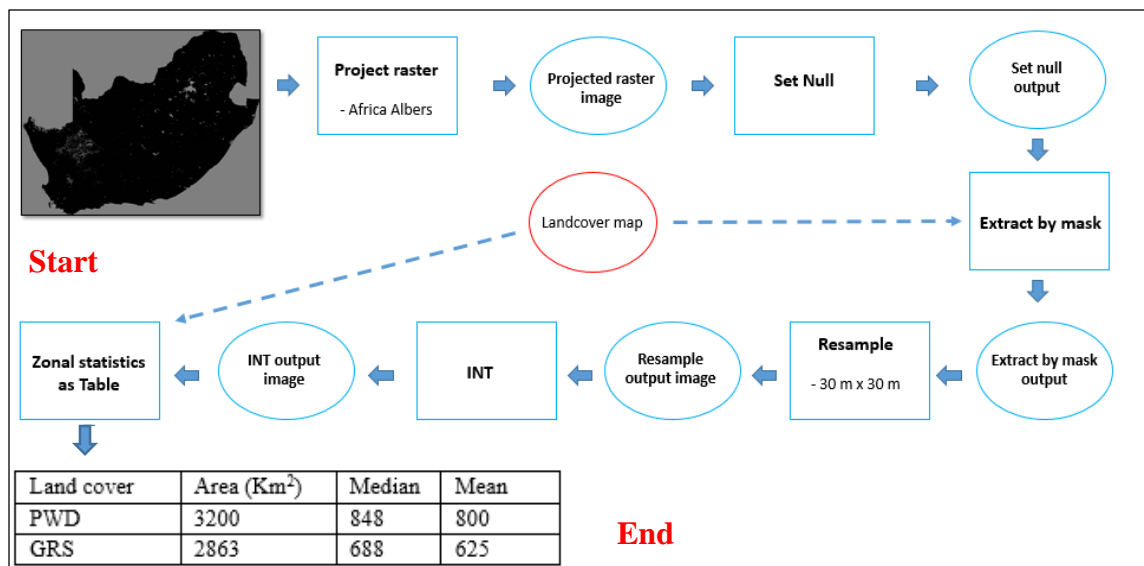 Start
Project raster
- Africa Albers
Projected raster
image
Set Null
Set null
output
Landcover map
Extract by mask
Extract by mask
output
Resample
- 30 m x 30 m
Resample
output image
INT
INT output
image
Zonal statistics
as Table
Land cover Area (Km²) Median Mean
PWD 3200 848 800
GRS 2863 688 625
End